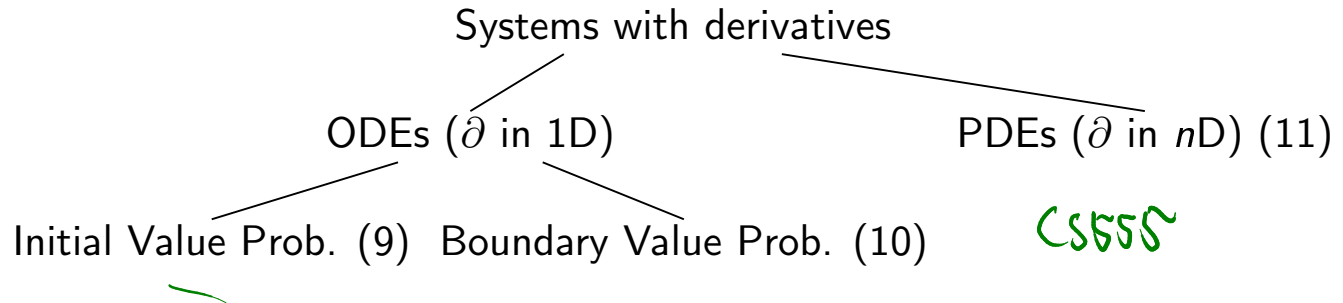 Systems with derivatives
ODEs (∂ in 1D) PDEs (∂ in nD) (11)
Initial Value Prob. (9) Boundary Value Prob. (10) CS555